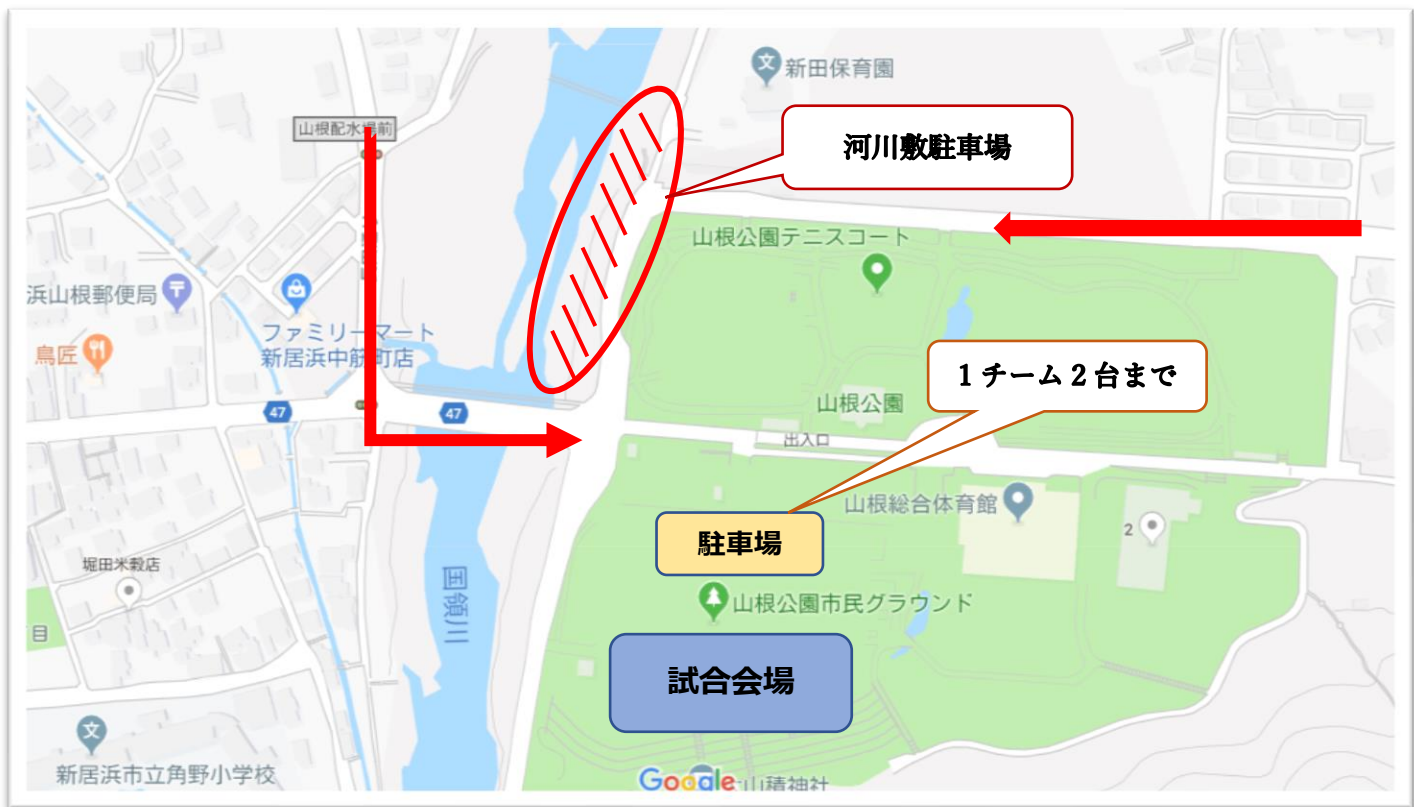 新田保育園
山根配水場前
河川敷駐車場
山根公園テニスコート
浜山根郵便局
ファミリーマート
新居浜中筋町店
鳥匠
1チーム2台まで
山根公園
47
47
出入口
山根総合体育館
2
駐車場
堀田米穀店
国領川
山根公園市民グラウンド
目
試合会場
新居浜市立角野小学校
Google
山積神社